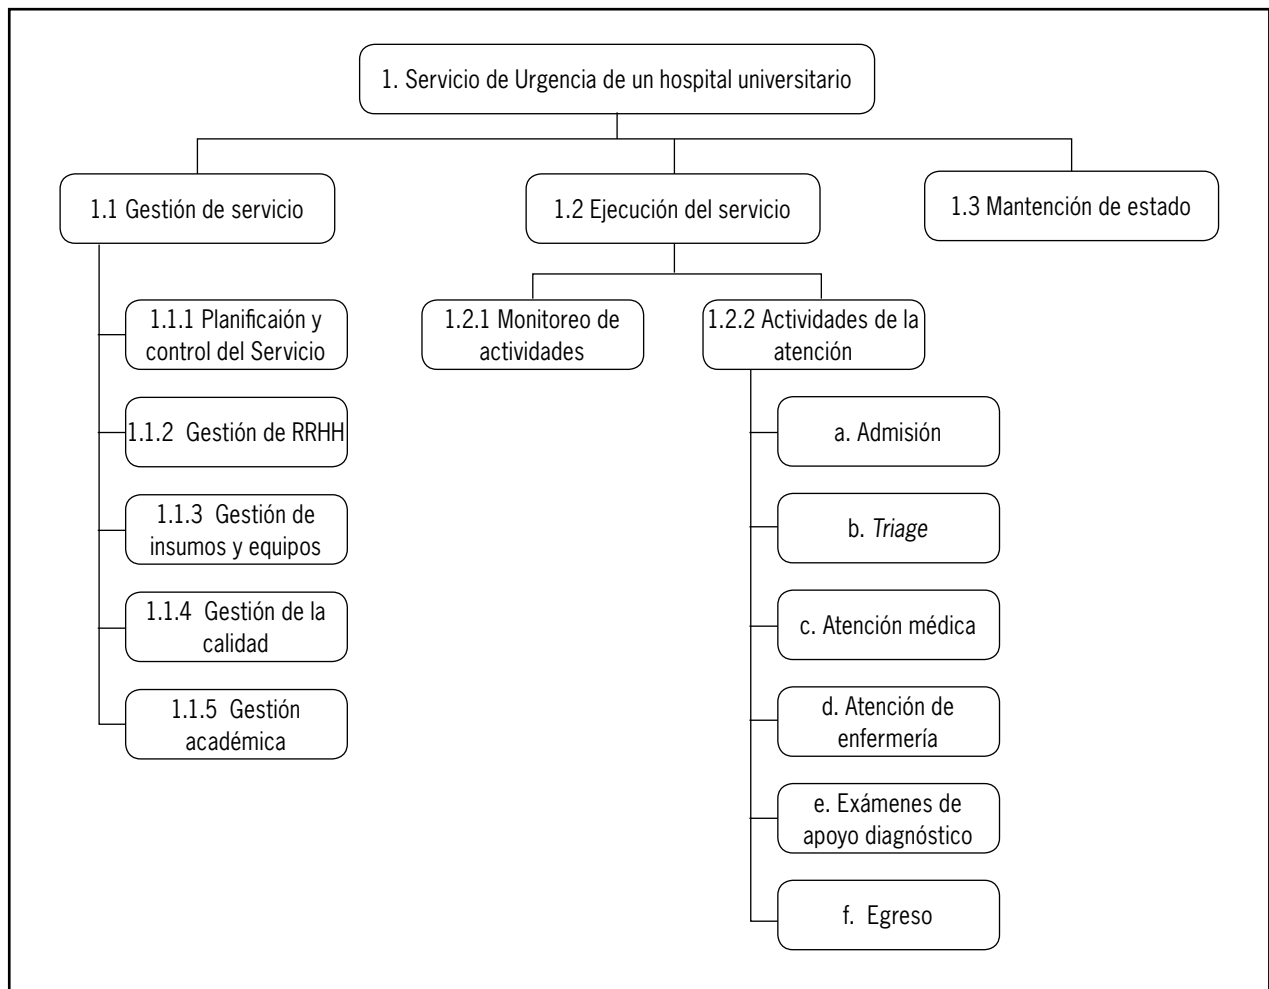 1. Servicio de Urgencia de un hospital universitario
1.1 Gestión de servicio
1.2 Ejecución del servicio
1.3 Mantención de estado
1.1.1 Planificaión y
control del Servicio
1.1.2 Gestión de RRHH
1.1.3 Gestión de
insumos y equipos
1.1.4 Gestión de la
calidad
1.1.5 Gestión
académica
1.2.1 Monitoreo de
actividades
1.2.2 Actividades de la
atención
a. Admisión
b. Triage
c. Atención médica
d. Atención de
enfermería
e. Exámenes de
apoyo diagnóstico
f. Egreso